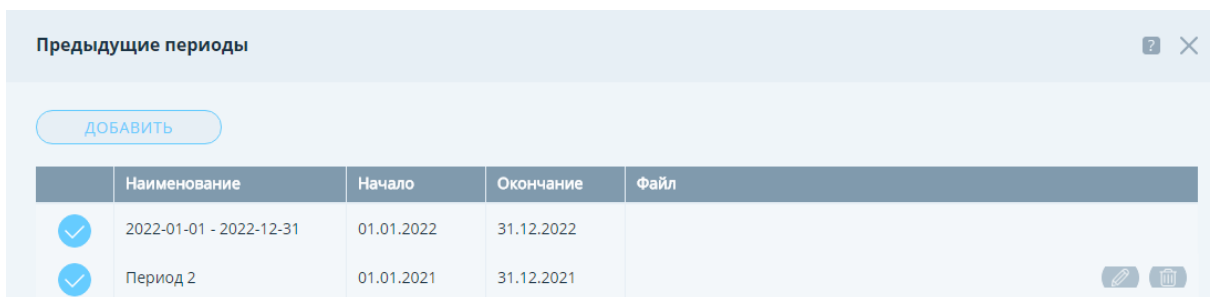 Предыдущие периоды
?
ДОБАВИТЬ
Наименование Начало Окончание Файл
2022-01-01 - 2022-12-31 01.01.2022 31.12.2022
Период 2 01.01.2021 31.12.2021